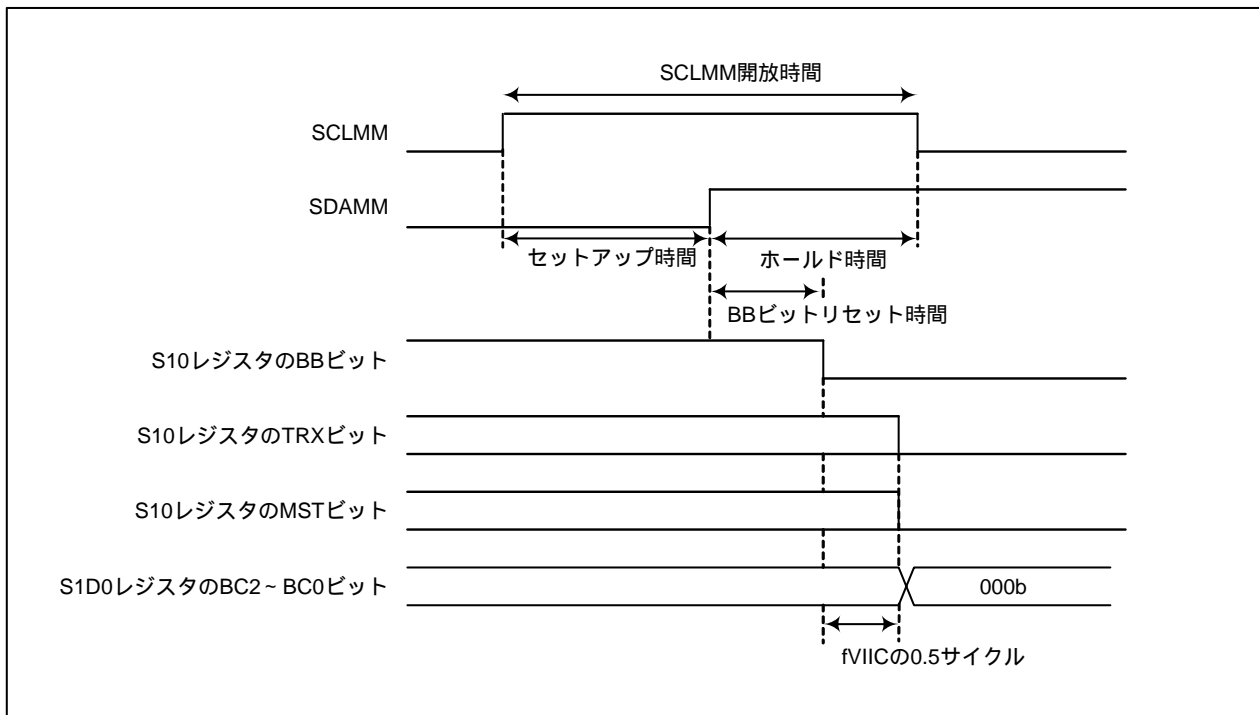 SCLMM開放時間
SCLMM
SDAMM
セットアップ時間
ホールド時間
BBビットリセット時間
S10レジスタのBBビット
S10レジスタのTRXビット
S10レジスタのMSTビット
S1D0レジスタのBC2~BC0ビット
000b
fVIICの0.5サイクル